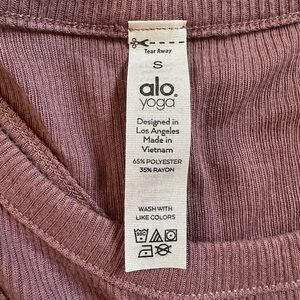 Tear Away
S
alo.
yoga
Designed in
Los Angeles
Made in
Vietnam
65% POLYESTER
35% RAYON
WASH WITH
LIKE COLORS